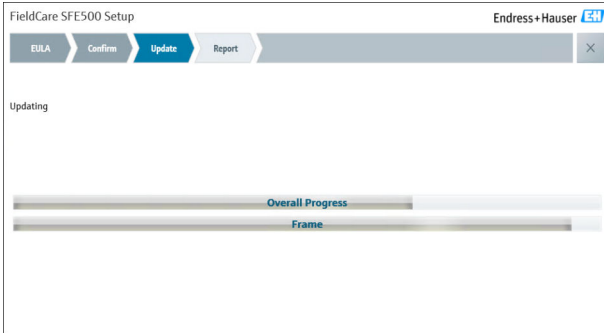 FieldCare SFE500 Setup
Endress+Hauser EH
EULA Confirm Update Report
Updating
Overall Progress
Frame